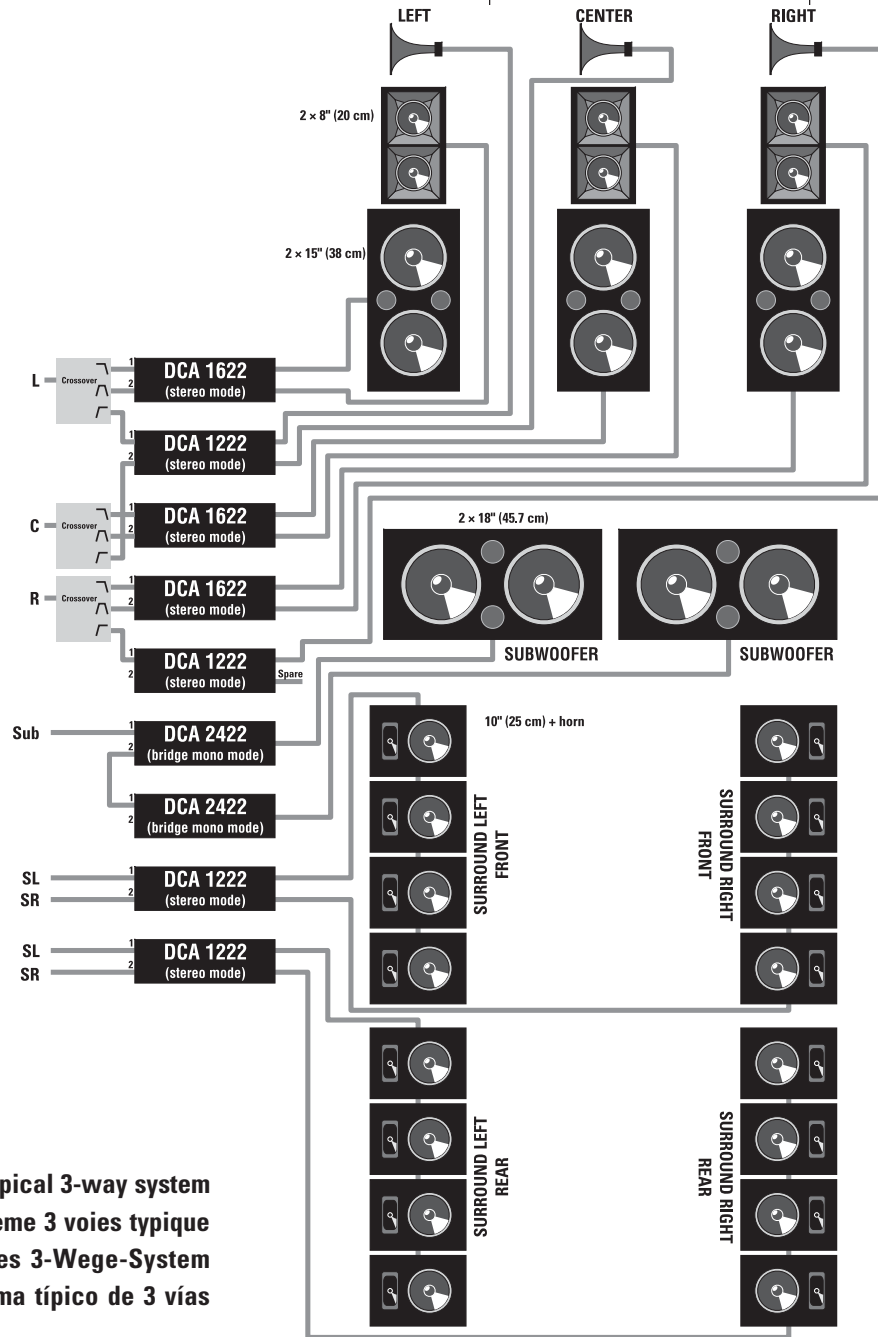 LEFT
CENTER
RIGHT
2 × 8" (20 cm)
2 × 15" (38 cm)
L
Crossover
1
2
DCA 1622
(stereo mode)
1
2
DCA 1222
(stereo mode)
C
Crossover
1
2
DCA 1622
(stereo mode)
R
Crossover
1
2
DCA 1622
(stereo mode)
1
2
DCA 1222
(stereo mode)
Spare
2 × 18" (45.7 cm)
SUBWOOFER
SUBWOOFER
Sub
1
2
DCA 2422
(bridge mono mode)
1
2
DCA 2422
(bridge mono mode)
SL
SR
1
2
DCA 1222
(stereo mode)
SL
SR
1
2
DCA 1222
(stereo mode)
10" (25 cm) + horn
SURROUND LEFT
FRONT
SURROUND RIGHT
FRONT
SURROUND LEFT
REAR
SURROUND RIGHT
REAR
pical 3-way system
eme 3 voies typique
es 3-Wege-System
ma típico de 3 vías